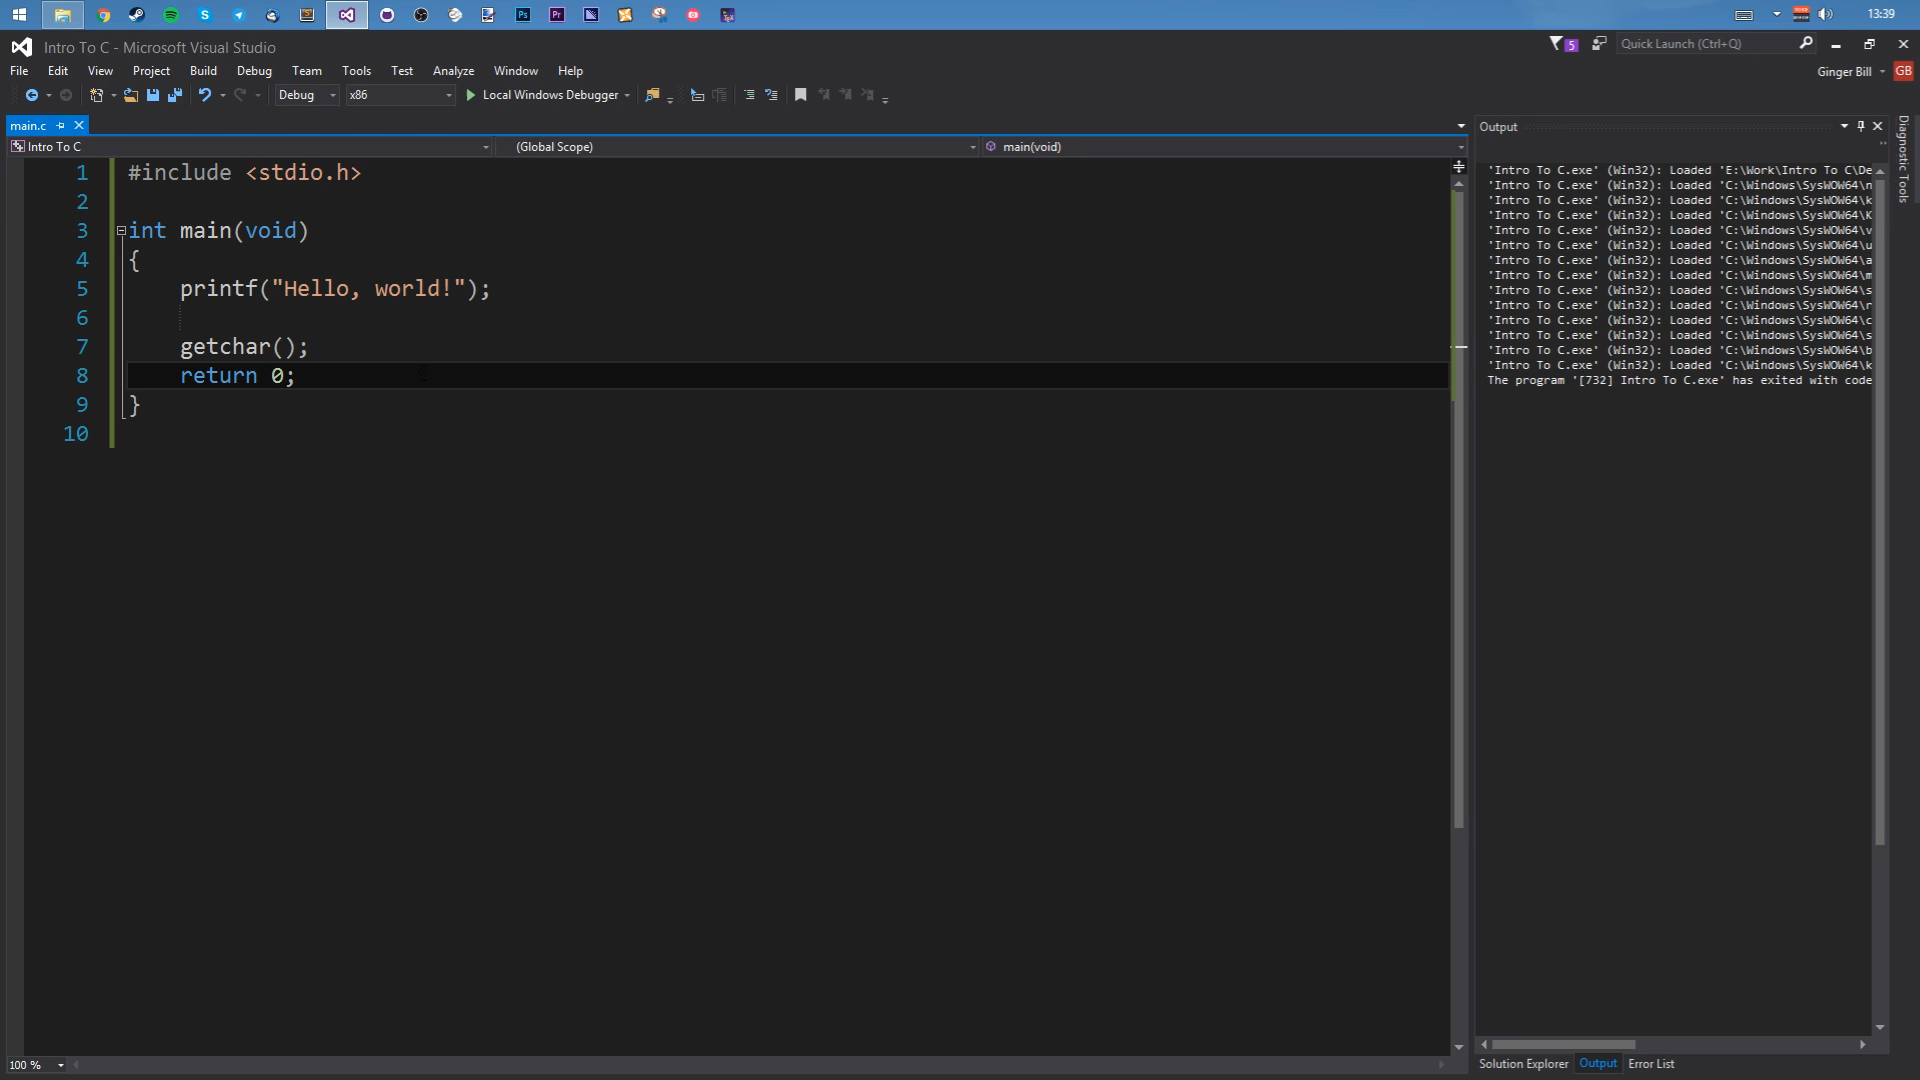 13:39
Intro To C - Microsoft Visual Studio
5
Quick Launch (Ctrl+Q)
File Edit View Project Build Debug Team Tools Test Analyze Window Help
Ginger Bill GB
Debug x86 Local Windows Debugger
main.c
Output
Diagnostic Tools
Intro To C (Global Scope) main(void)
1 #include <stdio.h>
2
3 int main(void)
4 {
5 printf("Hello, world!");
6
7 getchar();
8 return 0;
9 }
10
'Intro To C.exe' (Win32): Loaded 'E:\Work\Intro To C\De
'Intro To C.exe' (Win32): Loaded 'C:\Windows\SysWOW64\n
'Intro To C.exe' (Win32): Loaded 'C:\Windows\SysWOW64\k
'Intro To C.exe' (Win32): Loaded 'C:\Windows\SysWOW64\K
'Intro To C.exe' (Win32): Loaded 'C:\Windows\SysWOW64\v
'Intro To C.exe' (Win32): Loaded 'C:\Windows\SysWOW64\u
'Intro To C.exe' (Win32): Loaded 'C:\Windows\SysWOW64\a
'Intro To C.exe' (Win32): Loaded 'C:\Windows\SysWOW64\m
'Intro To C.exe' (Win32): Loaded 'C:\Windows\SysWOW64\s
'Intro To C.exe' (Win32): Loaded 'C:\Windows\SysWOW64\r
'Intro To C.exe' (Win32): Loaded 'C:\Windows\SysWOW64\c
'Intro To C.exe' (Win32): Loaded 'C:\Windows\SysWOW64\s
'Intro To C.exe' (Win32): Loaded 'C:\Windows\SysWOW64\b
'Intro To C.exe' (Win32): Loaded 'C:\Windows\SysWOW64\k
The program '[732] Intro To C.exe' has exited with code
100 %
Solution Explorer Output Error List